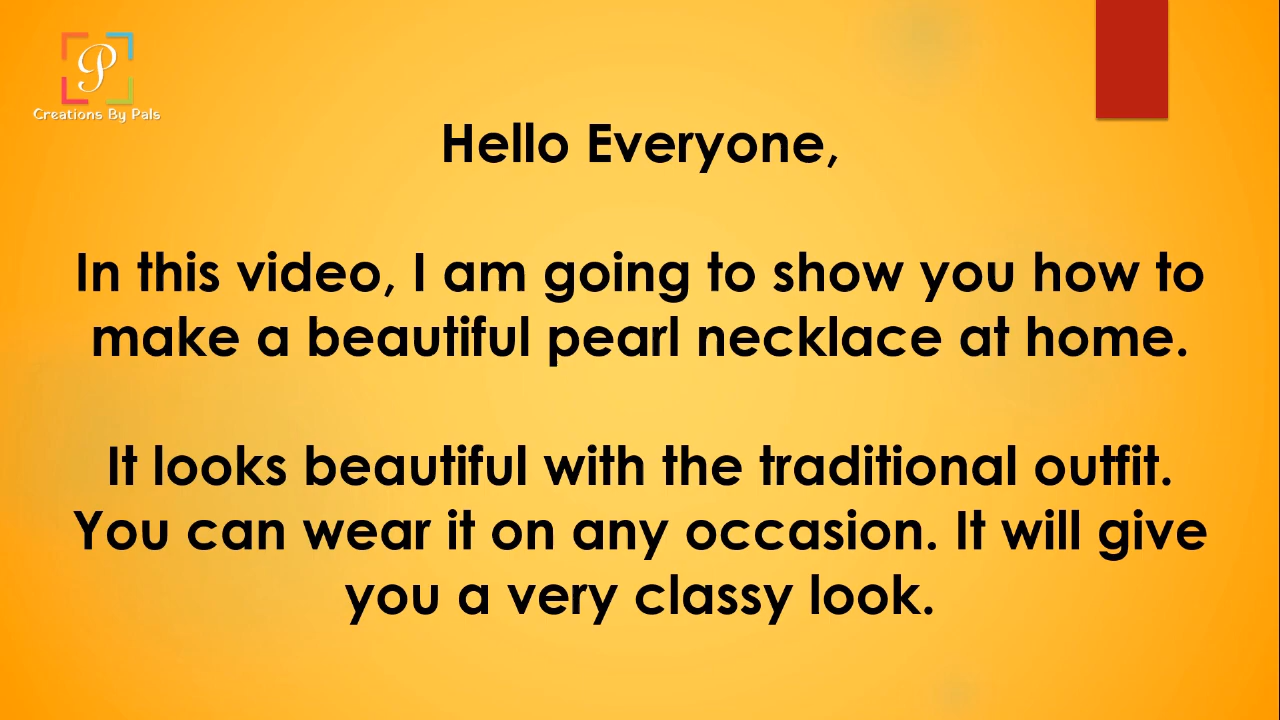 P
Creations By Pals
Hello Everyone,
In this video, I am going to show you how to
make a beautiful pearl necklace at home.
It looks beautiful with the traditional outfit.
You can wear it on any occasion. It will give
you a very classy look.